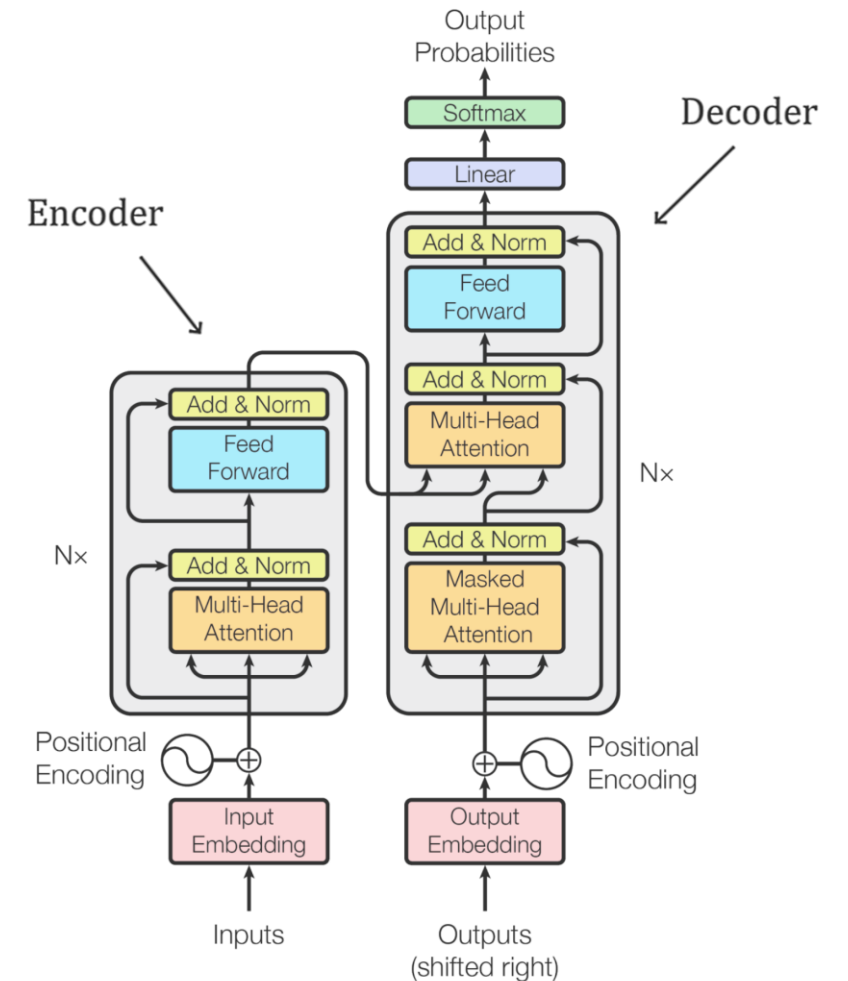 Output
Probabilities
Softmax
Linear
Decoder
Encoder
Add & Norm
Feed
Forward
Add & Norm
Multi-Head
Attention
Nx
Add & Norm
Masked
Multi-Head
Attention
Add & Norm
Feed
Forward
Nx
Add & Norm
Multi-Head
Attention
Positional
Encoding
Positional
Encoding
Input
Embedding
Output
Embedding
Inputs
Outputs
(shifted right)